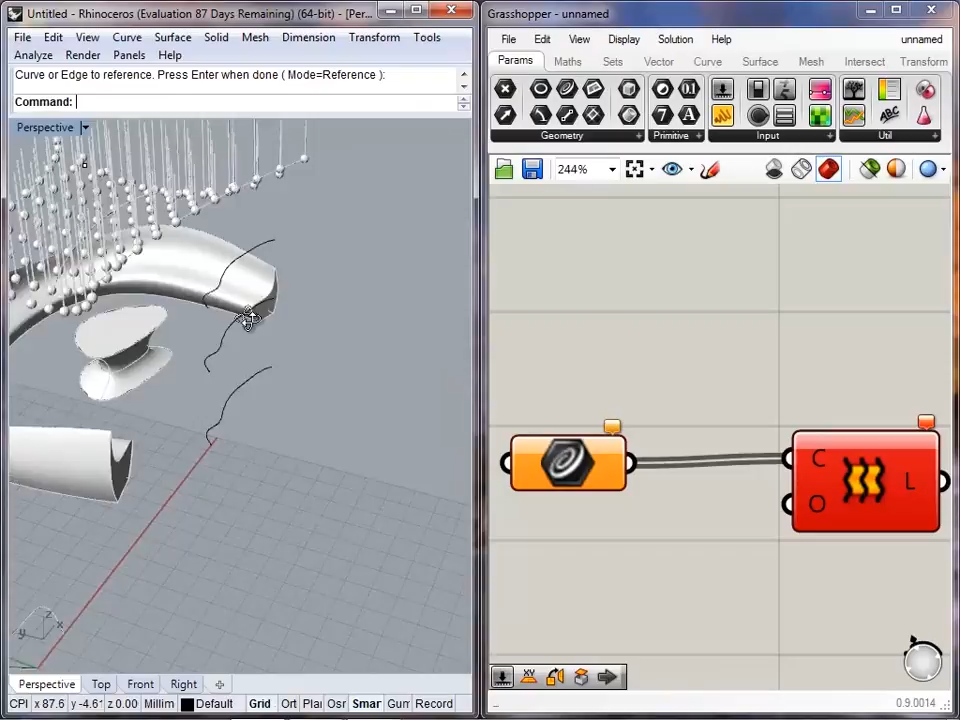 Untitled - Rhinoceros (Evaluation 87 Days Remaining) (64-bit) - [Per...
File Edit View Curve Surface Solid Mesh Dimension Transform Tools
Analyze Render Panels Help
Curve or Edge to reference. Press Enter when done ( Mode=Reference ):
Command:
Perspective
z
y x
Perspective Top Front Right
CPl x 87.6 y -4.61 z 0.00 Millim Default Grid Ort Plan Osr Smar Gum Record
Grasshopper - unnamed
File Edit View Display Solution Help unnamed
Params Maths Sets Vector Curve Surface Mesh Intersect Transform
Geometry Primitive Input Util
244%
C
O
L
0.9.0014